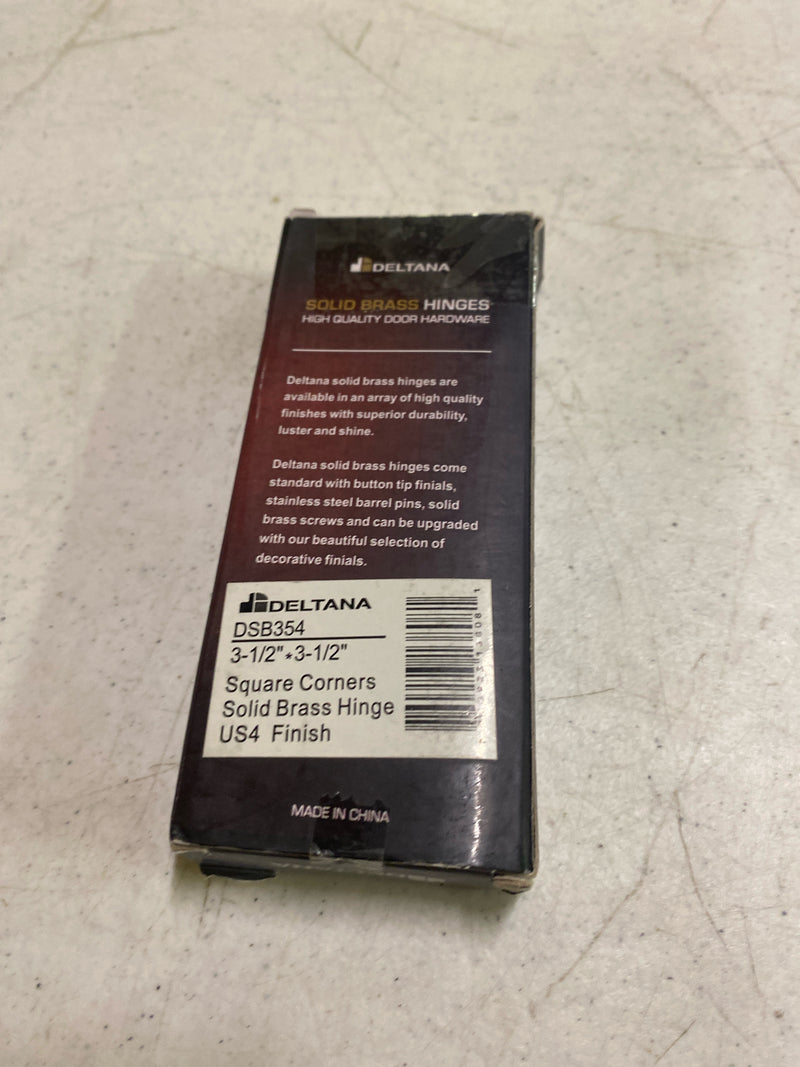 DELTANA
SOLID BRASS HINGES
HIGH QUALITY DOOR HARDWARE
Deltana solid brass hinges are
available in an array of high quality
finishes with superior durability,
luster and shine.
Deltana solid brass hinges come
standard with button tip finials,
stainless steel barrel pins, solid
brass screws and can be upgraded
with our beautiful selection of
decorative finials.
DELTANA
DSB354
3-1/2"*3-1/2"
Square Corners
Solid Brass Hinge
US4 Finish
MADE IN CHINA